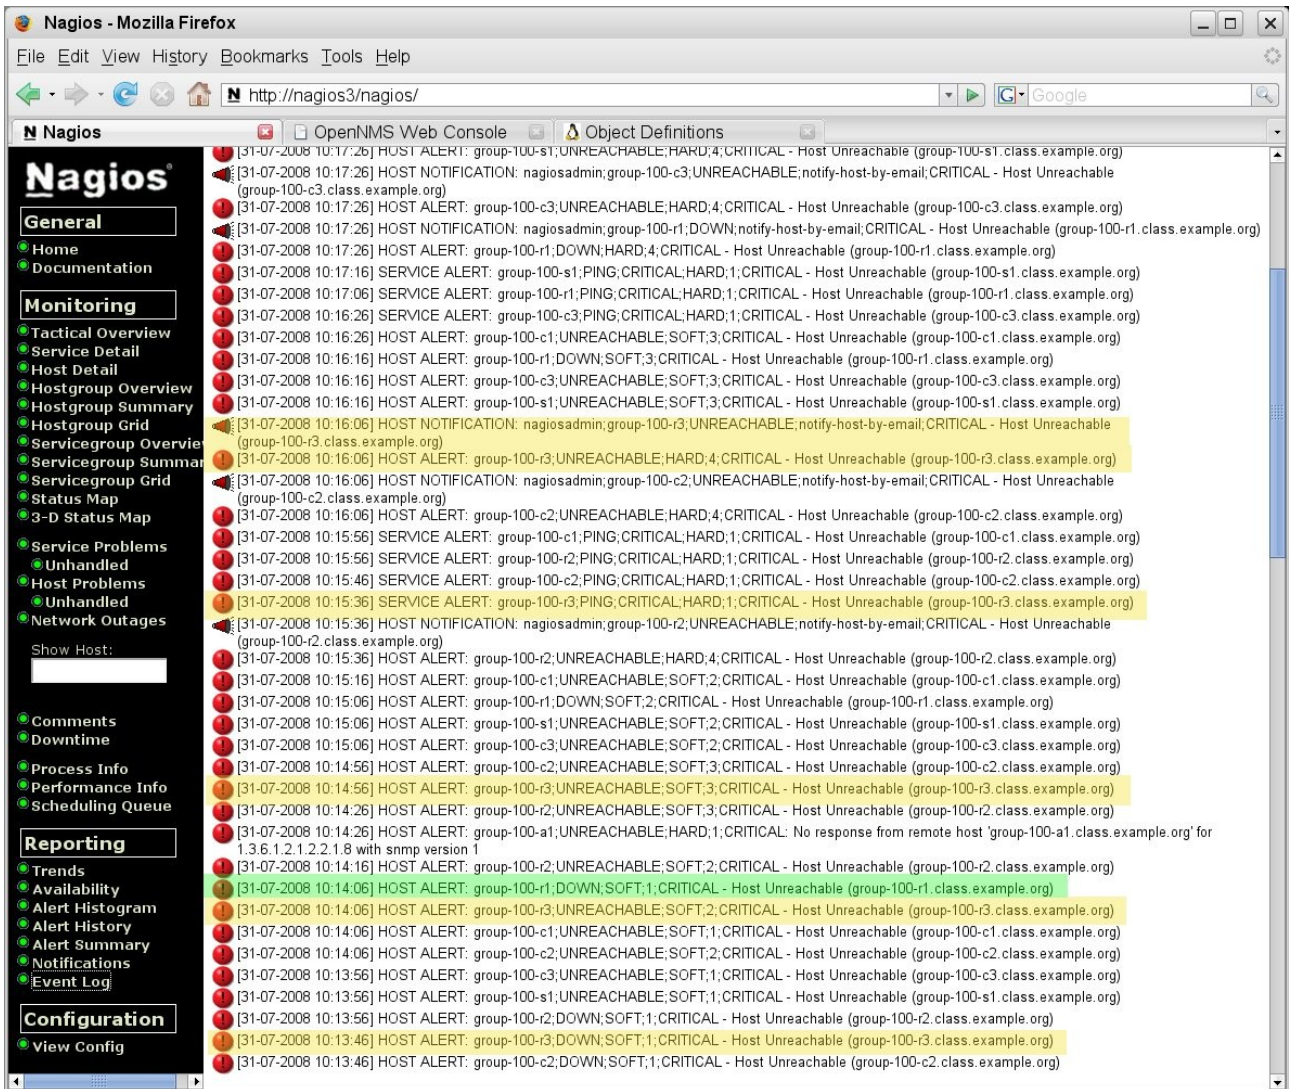 Nagios - Mozilla Firefox
File Edit View History Bookmarks Tools Help
N http://nagios3/nagios/
G Google
N Nagios
OpenNMS Web Console
Object Definitions
Nagios®
General
Home
Documentation
Monitoring
Tactical Overview
Service Detail
Host Detail
Hostgroup Overview
Hostgroup Summary
Hostgroup Grid
Servicegroup Overvie
Servicegroup Summar
Servicegroup Grid
Status Map
3-D Status Map
Service Problems
Unhandled
Host Problems
Unhandled
Network Outages
Show Host:
Comments
Downtime
Process Info
Performance Info
Scheduling Queue
Reporting
Trends
Availability
Alert Histogram
Alert History
Alert Summary
Notifications
Event Log
Configuration
View Config
[31-07-2008 10:17:26] HOST ALERT: group-100-s1;UNREACHABLE;HARD;4;CRITICAL - Host Unreachable (group-100-s1.class.example.org)
[31-07-2008 10:17:26] HOST NOTIFICATION: nagiosadmin;group-100-c3;UNREACHABLE;notify-host-by-email;CRITICAL - Host Unreachable
(group-100-c3.class.example.org)
[31-07-2008 10:17:26] HOST ALERT: group-100-c3;UNREACHABLE;HARD;4;CRITICAL - Host Unreachable (group-100-c3.class.example.org)
[31-07-2008 10:17:26] HOST NOTIFICATION: nagiosadmin;group-100-r1;DOWN;notify-host-by-email;CRITICAL - Host Unreachable (group-100-r1.class.example.org)
[31-07-2008 10:17:26] HOST ALERT: group-100-r1;DOWN;HARD;4;CRITICAL - Host Unreachable (group-100-r1.class.example.org)
[31-07-2008 10:17:16] SERVICE ALERT: group-100-s1;PING;CRITICAL;HARD;1;CRITICAL - Host Unreachable (group-100-s1.class.example.org)
[31-07-2008 10:17:06] SERVICE ALERT: group-100-r1;PING;CRITICAL;HARD;1;CRITICAL - Host Unreachable (group-100-r1.class.example.org)
[31-07-2008 10:16:26] SERVICE ALERT: group-100-c3;PING;CRITICAL;HARD;1;CRITICAL - Host Unreachable (group-100-c3.class.example.org)
[31-07-2008 10:16:26] HOST ALERT: group-100-c1;UNREACHABLE;SOFT;3;CRITICAL - Host Unreachable (group-100-c1.class.example.org)
[31-07-2008 10:16:16] HOST ALERT: group-100-r1;DOWN;SOFT;3;CRITICAL - Host Unreachable (group-100-r1.class.example.org)
[31-07-2008 10:16:16] HOST ALERT: group-100-c3;UNREACHABLE;SOFT;3;CRITICAL - Host Unreachable (group-100-c3.class.example.org)
[31-07-2008 10:16:16] HOST ALERT: group-100-s1;UNREACHABLE;SOFT;3;CRITICAL - Host Unreachable (group-100-s1.class.example.org)
[31-07-2008 10:16:06] HOST NOTIFICATION: nagiosadmin;group-100-r3;UNREACHABLE;notify-host-by-email;CRITICAL - Host Unreachable
(group-100-r3.class.example.org)
[31-07-2008 10:16:06] HOST ALERT: group-100-r3;UNREACHABLE;HARD;4;CRITICAL - Host Unreachable (group-100-r3.class.example.org)
[31-07-2008 10:16:06] HOST NOTIFICATION: nagiosadmin;group-100-c2;UNREACHABLE;notify-host-by-email;CRITICAL - Host Unreachable
(group-100-c2.class.example.org)
[31-07-2008 10:16:06] HOST ALERT: group-100-c2;UNREACHABLE;HARD;4;CRITICAL - Host Unreachable (group-100-c2.class.example.org)
[31-07-2008 10:15:56] SERVICE ALERT: group-100-c1;PING;CRITICAL;HARD;1;CRITICAL - Host Unreachable (group-100-c1.class.example.org)
[31-07-2008 10:15:56] SERVICE ALERT: group-100-r2;PING;CRITICAL;HARD;1;CRITICAL - Host Unreachable (group-100-r2.class.example.org)
[31-07-2008 10:15:46] SERVICE ALERT: group-100-c2;PING;CRITICAL;HARD;1;CRITICAL - Host Unreachable (group-100-c2.class.example.org)
[31-07-2008 10:15:36] SERVICE ALERT: group-100-r3;PING;CRITICAL;HARD;1;CRITICAL - Host Unreachable (group-100-r3.class.example.org)
[31-07-2008 10:15:36] HOST NOTIFICATION: nagiosadmin;group-100-r2;UNREACHABLE;notify-host-by-email;CRITICAL - Host Unreachable
(group-100-r2.class.example.org)
[31-07-2008 10:15:36] HOST ALERT: group-100-r2;UNREACHABLE;HARD;4;CRITICAL - Host Unreachable (group-100-r2.class.example.org)
[31-07-2008 10:15:16] HOST ALERT: group-100-c1;UNREACHABLE;SOFT;2;CRITICAL - Host Unreachable (group-100-c1.class.example.org)
[31-07-2008 10:15:06] HOST ALERT: group-100-r1;DOWN;SOFT;2;CRITICAL - Host Unreachable (group-100-r1.class.example.org)
[31-07-2008 10:15:06] HOST ALERT: group-100-s1;UNREACHABLE;SOFT;2;CRITICAL - Host Unreachable (group-100-s1.class.example.org)
[31-07-2008 10:15:06] HOST ALERT: group-100-c3;UNREACHABLE;SOFT;2;CRITICAL - Host Unreachable (group-100-c3.class.example.org)
[31-07-2008 10:14:56] HOST ALERT: group-100-c2;UNREACHABLE;SOFT;3;CRITICAL - Host Unreachable (group-100-c2.class.example.org)
[31-07-2008 10:14:56] HOST ALERT: group-100-r3;UNREACHABLE;SOFT;3;CRITICAL - Host Unreachable (group-100-r3.class.example.org)
[31-07-2008 10:14:26] HOST ALERT: group-100-r2;UNREACHABLE;SOFT;3;CRITICAL - Host Unreachable (group-100-r2.class.example.org)
[31-07-2008 10:14:26] HOST ALERT: group-100-a1;UNREACHABLE;HARD;1;CRITICAL: No response from remote host 'group-100-a1.class.example.org' for
1.3.6.1.2.1.2.2.1.8 with snmp version 1
[31-07-2008 10:14:16] HOST ALERT: group-100-r2;UNREACHABLE;SOFT;2;CRITICAL - Host Unreachable (group-100-r2.class.example.org)
[31-07-2008 10:14:06] HOST ALERT: group-100-r1;DOWN;SOFT;1;CRITICAL - Host Unreachable (group-100-r1.class.example.org)
[31-07-2008 10:14:06] HOST ALERT: group-100-r3;UNREACHABLE;SOFT;2;CRITICAL - Host Unreachable (group-100-r3.class.example.org)
[31-07-2008 10:14:06] HOST ALERT: group-100-c1;UNREACHABLE;SOFT;1;CRITICAL - Host Unreachable (group-100-c1.class.example.org)
[31-07-2008 10:14:06] HOST ALERT: group-100-c2;UNREACHABLE;SOFT;2;CRITICAL - Host Unreachable (group-100-c2.class.example.org)
[31-07-2008 10:13:56] HOST ALERT: group-100-c3;UNREACHABLE;SOFT;1;CRITICAL - Host Unreachable (group-100-c3.class.example.org)
[31-07-2008 10:13:56] HOST ALERT: group-100-s1;UNREACHABLE;SOFT;1;CRITICAL - Host Unreachable (group-100-s1.class.example.org)
[31-07-2008 10:13:56] HOST ALERT: group-100-r2;DOWN;SOFT;1;CRITICAL - Host Unreachable (group-100-r2.class.example.org)
[31-07-2008 10:13:46] HOST ALERT: group-100-r3;DOWN;SOFT;1;CRITICAL - Host Unreachable (group-100-r3.class.example.org)
[31-07-2008 10:13:46] HOST ALERT: group-100-c2;DOWN;SOFT;1;CRITICAL - Host Unreachable (group-100-c2.class.example.org)